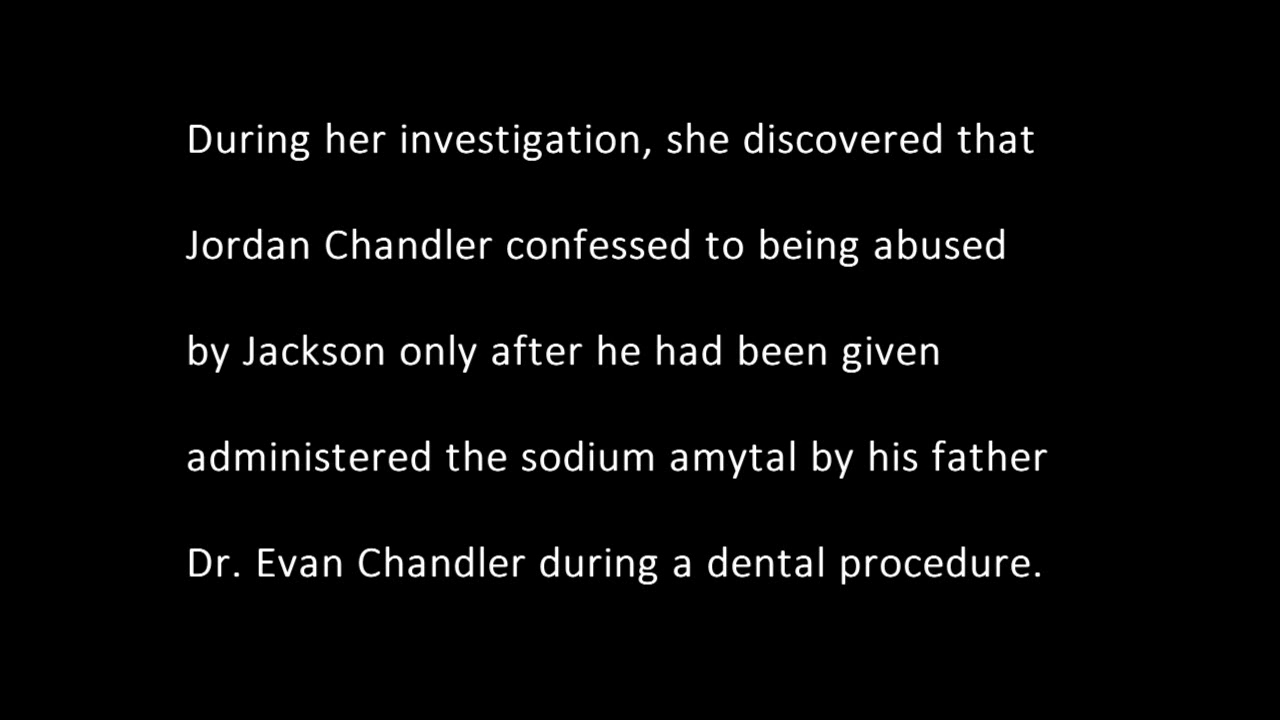 During her investigation, she discovered that
Jordan Chandler confessed to being abused
by Jackson only after he had been given
administered the sodium amytal by his father
Dr. Evan Chandler during a dental procedure.